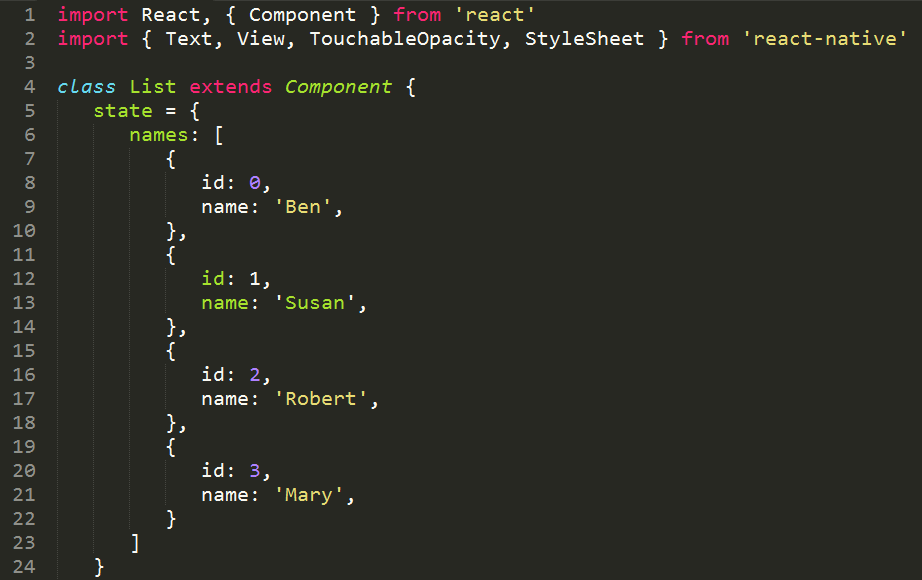 1 import React, { Component } from 'react'
2 import { Text, View, TouchableOpacity, StyleSheet } from 'react-native'
3
4 class List extends Component {
5    state = {
6       names: [
7          {
8             id: 0,
9             name: 'Ben',
10          },
11          {
12             id: 1,
13             name: 'Susan',
14          },
15          {
16             id: 2,
17             name: 'Robert',
18          },
19          {
20             id: 3,
21             name: 'Mary',
22          }
23       ]
24    }